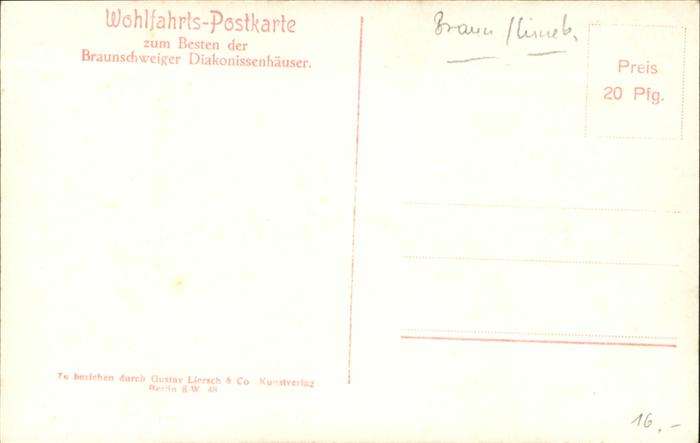 Wohlfahrts-Postkarte
zum Besten der
Braunschweiger Diakonissenhäuser.
Braun /
Preis
20 Pfg.
Zu beziehen durch Gustav Liersch & Co. Kunstverlag
Berlin S.W. 48
16.-